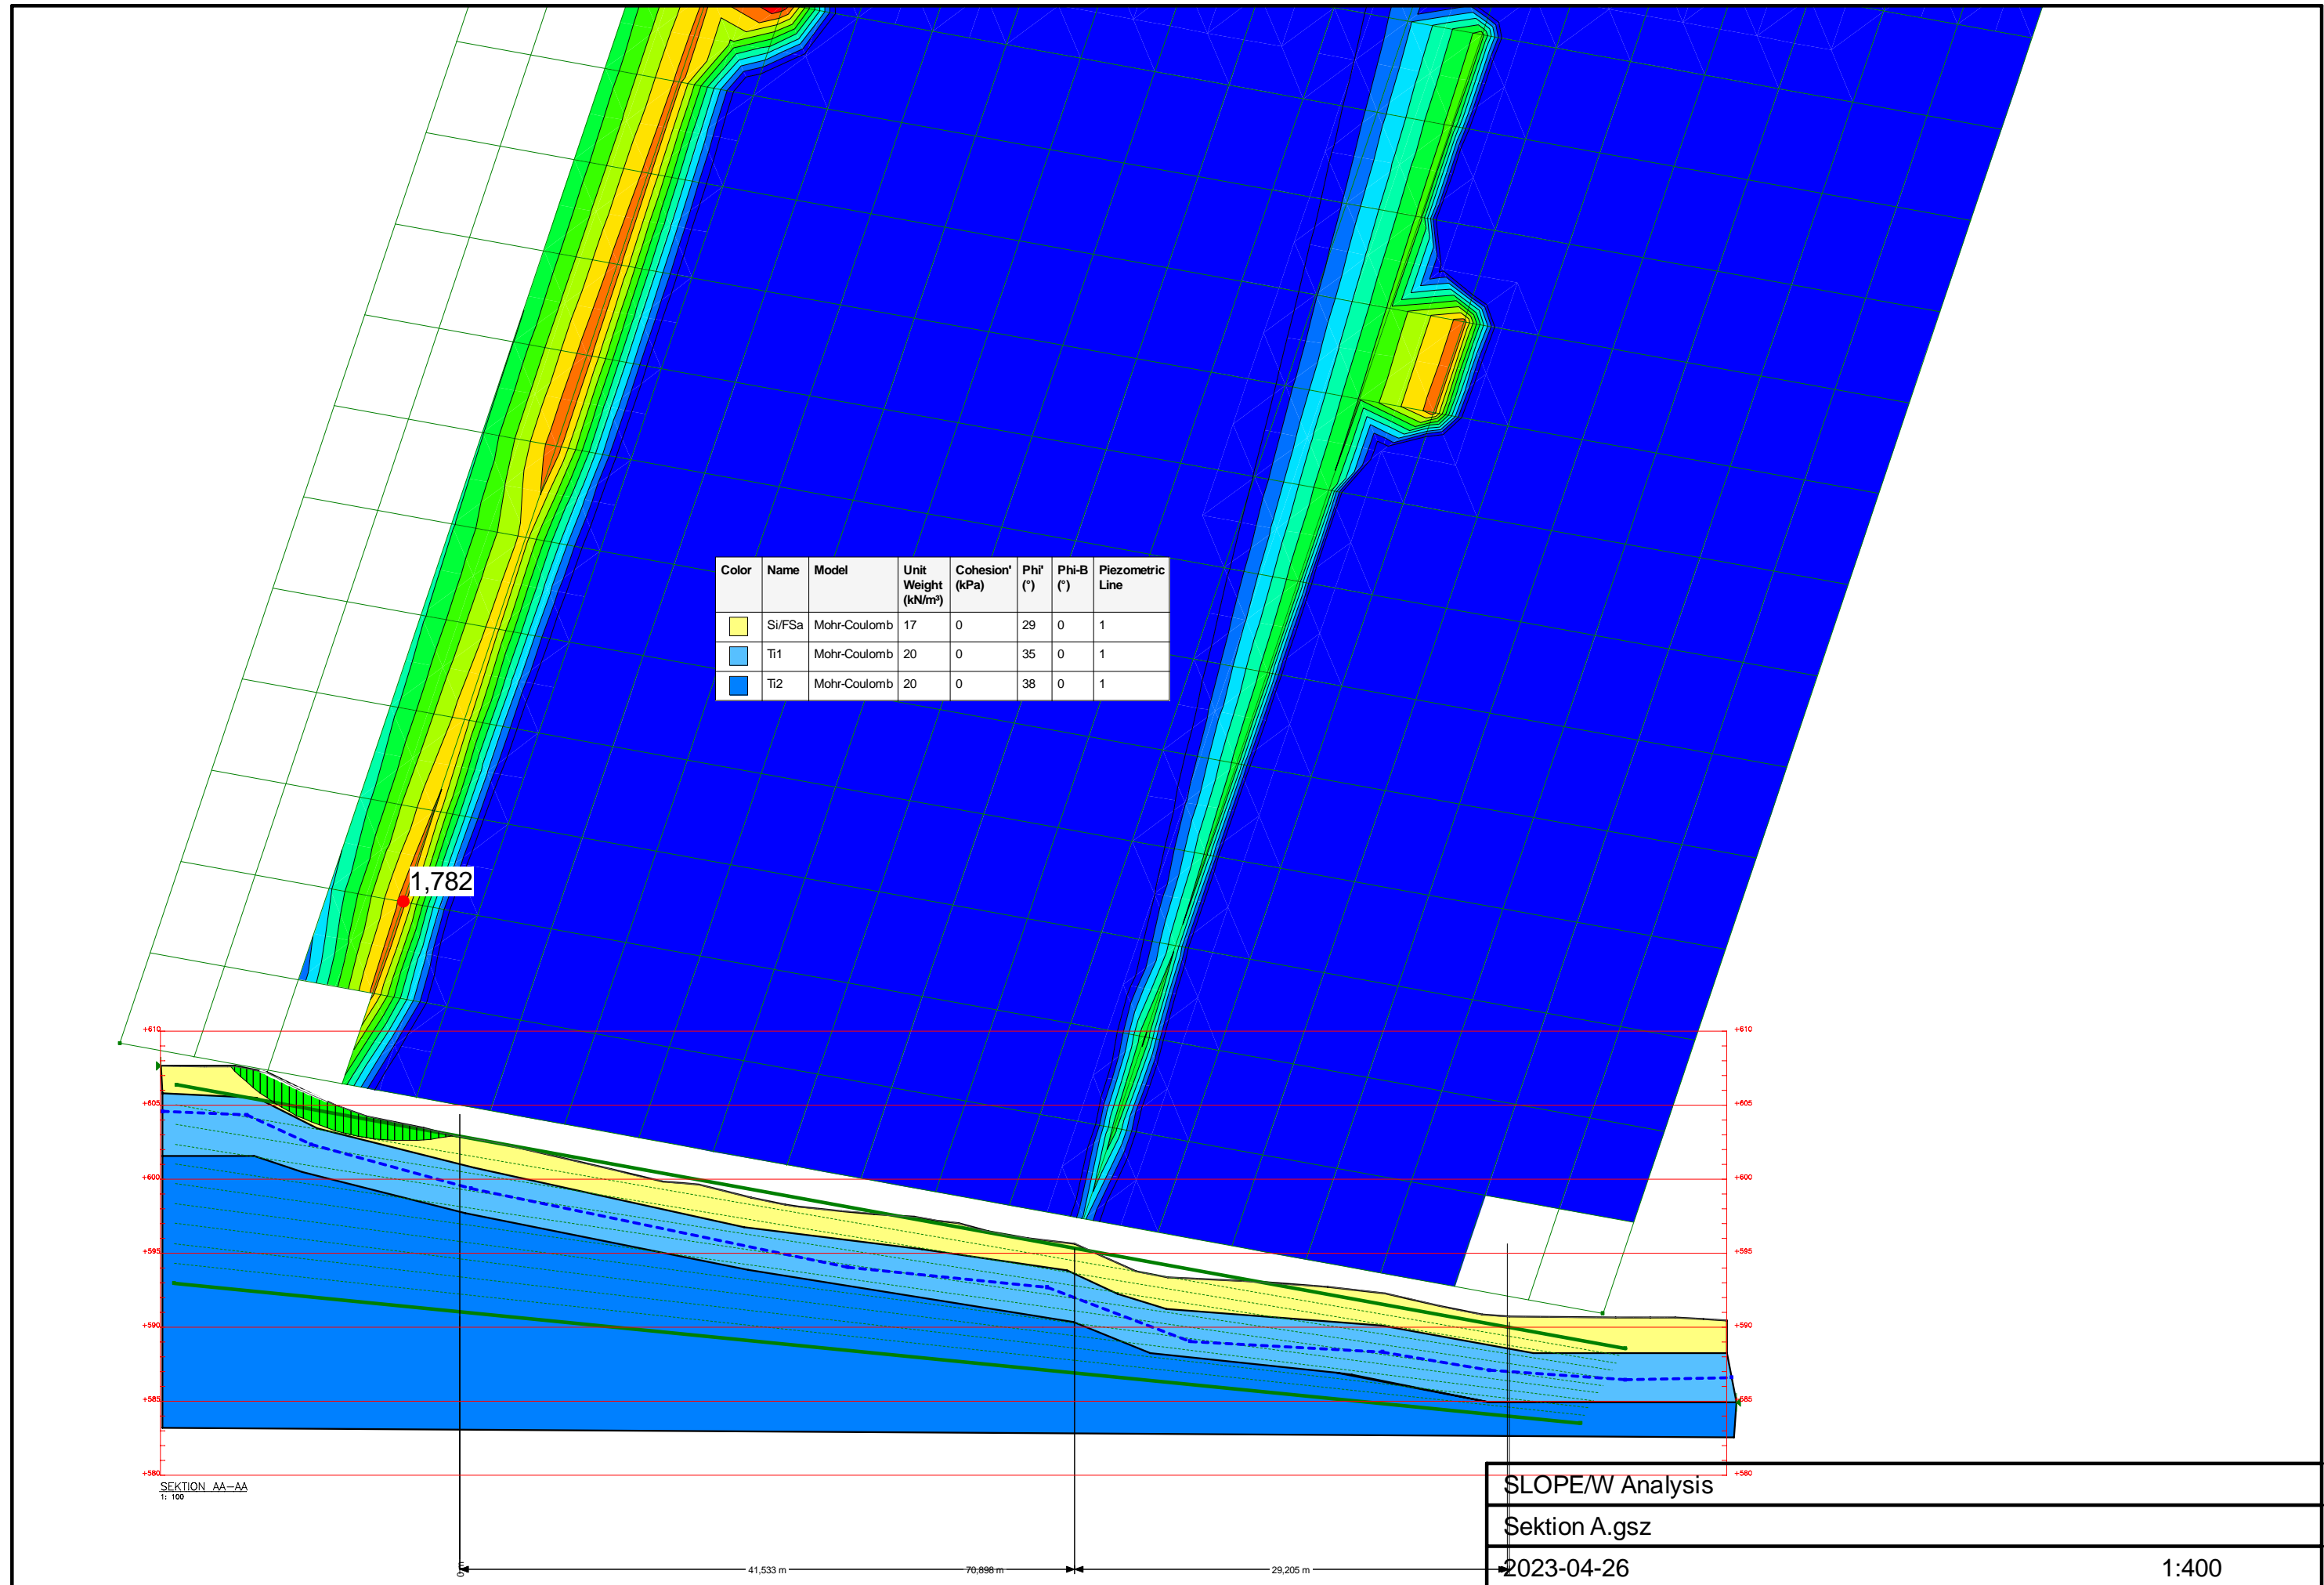 Color Name Model Unit Weight (kN/m³) Cohesion' (kPa) Phi' (°) Phi-B (°) Piezometric Line
Si/FSa Mohr-Coulomb 17 0 29 0 1
Ti1 Mohr-Coulomb 20 0 35 0 1
Ti2 Mohr-Coulomb 20 0 38 0 1
1,782
+610 +610
+605 +605
+600 +600
+595 +595
+590 +590
+585 +585
+580 +580
SEKTION AA-AA
1: 100
41,533 m 70,898 m 29,205 m
SLOPE/W Analysis
Sektion A.gsz
2023-04-26 1:400